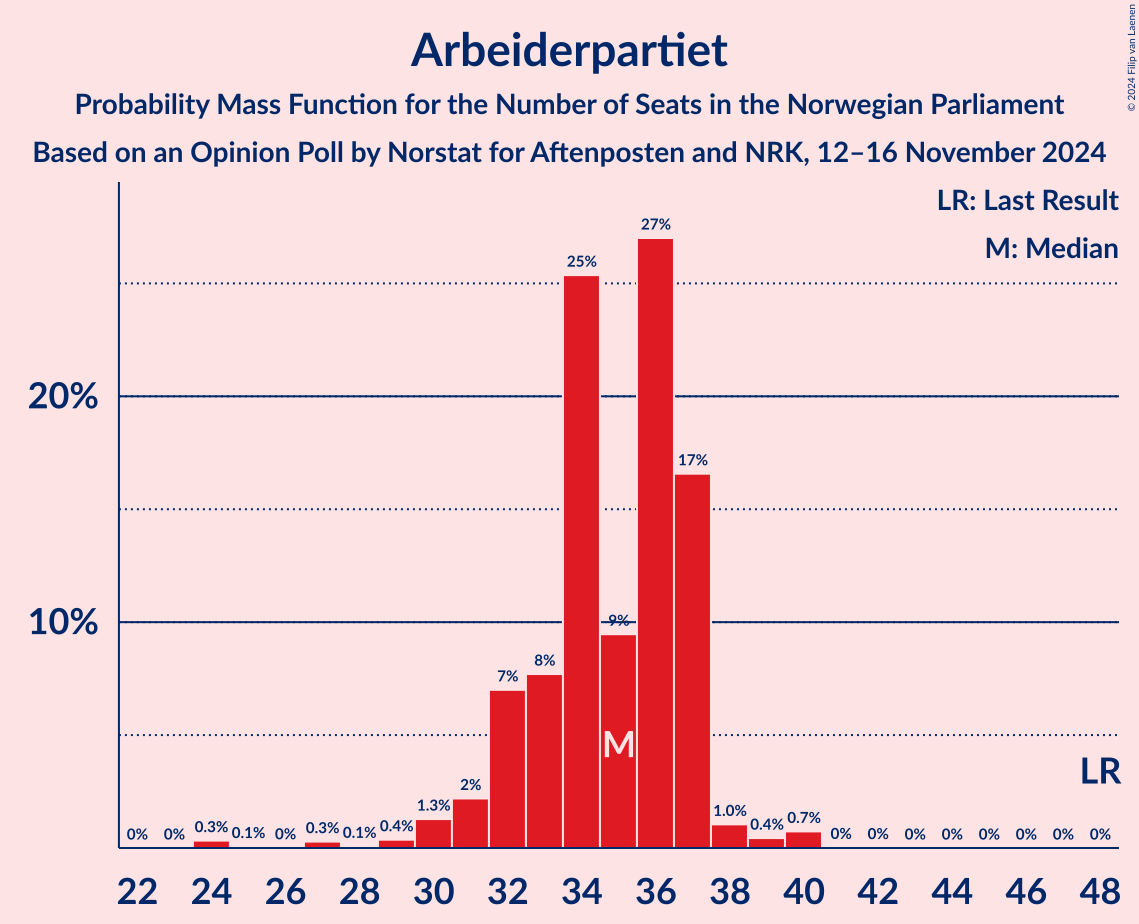 Arbeiderpartiet
Probability Mass Function for the Number of Seats in the Norwegian Parliament
Based on an Opinion Poll by Norstat for Aftenposten and NRK, 12–16 November 2024
© 2024 Filip van Laenen
LR: Last Result
M: Median
20%
10%
0% 0% 0.3% 0.1% 0% 0.3% 0.1% 0.4% 1.3% 2% 7% 8% 25% 9% 27% 17% 1.0% 0.4% 0.7% 0% 0% 0% 0% 0% 0% 0% 0%
M
LR
22 24 26 28 30 32 34 36 38 40 42 44 46 48